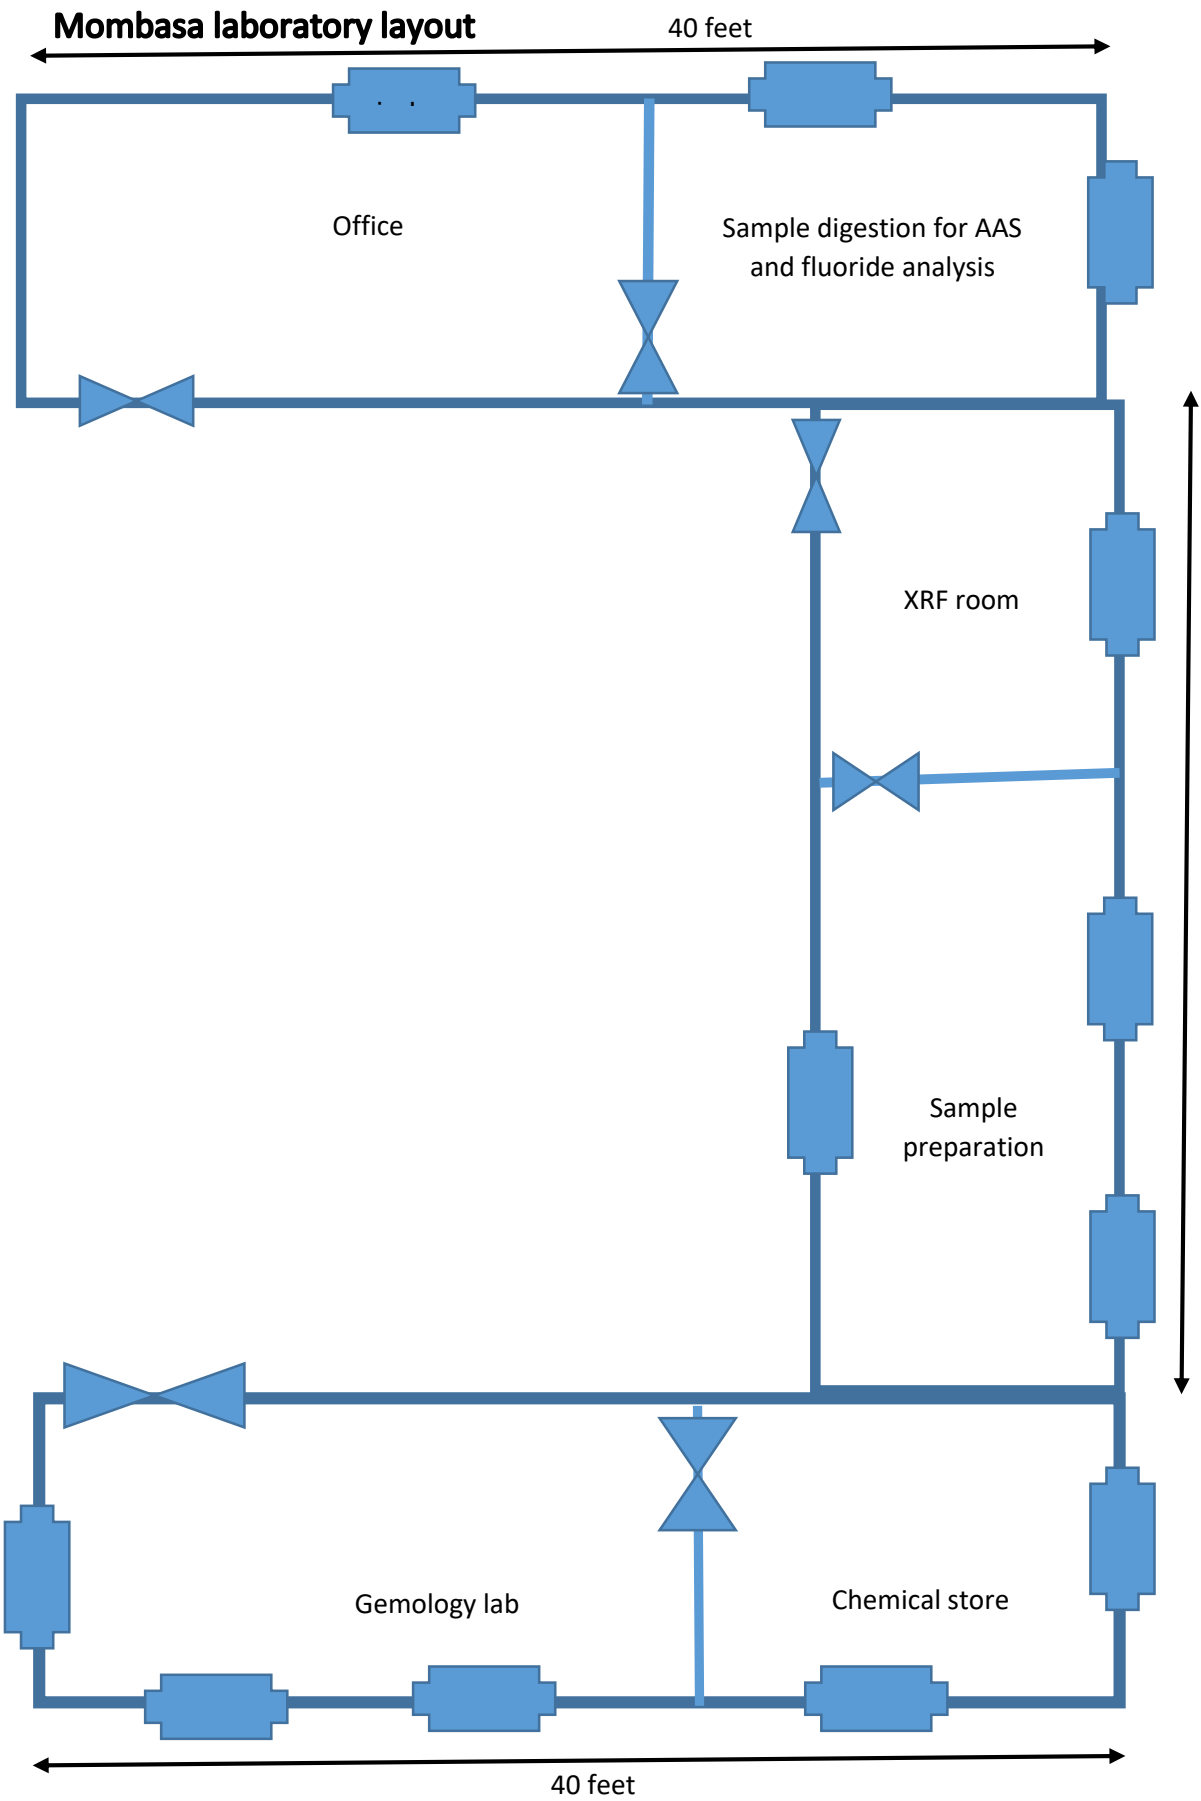 Mombasa laboratory layout
40 feet
Office
Sample digestion for AAS
and fluoride analysis
XRF room
Sample
preparation
Gemology lab
Chemical store
40 feet